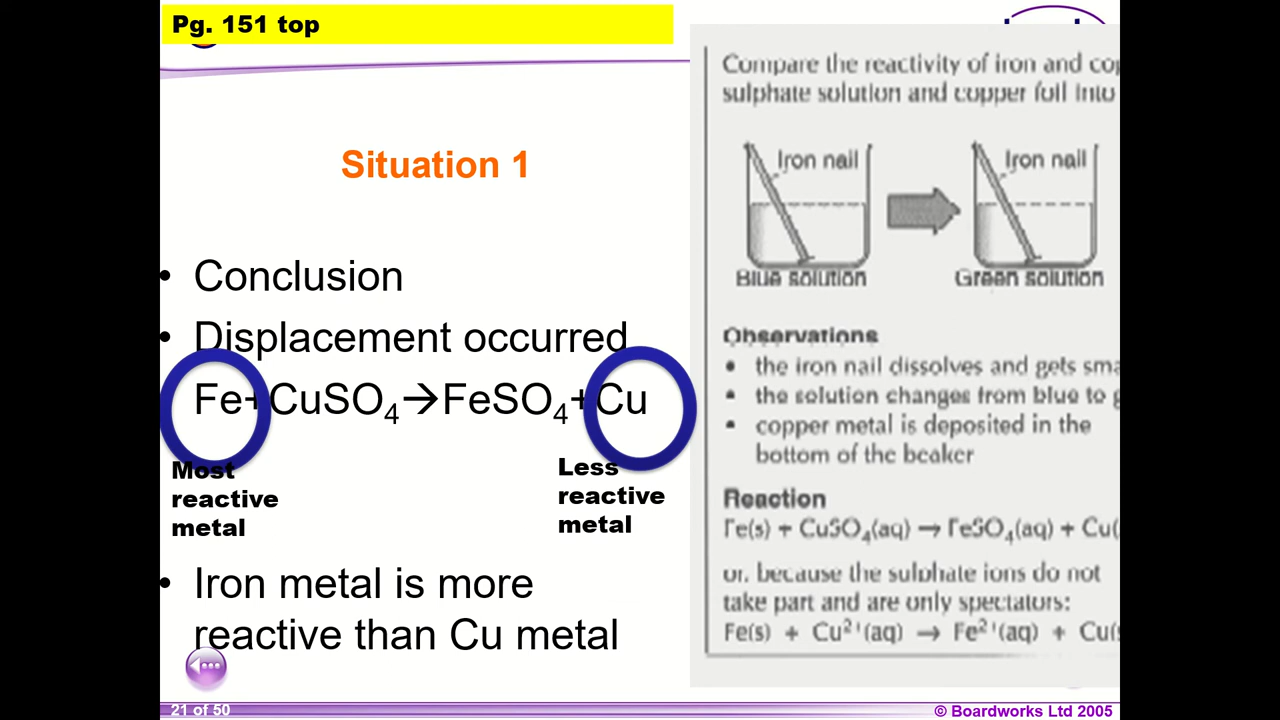 Pg. 151 top
Situation 1
• Conclusion
• Displacement occurred
Fe+CuSO₄→FeSO₄+Cu
Most
reactive
metal
Less
reactive
metal
• Iron metal is more
reactive than Cu metal
21 of 50
© Boardworks Ltd 2005
Compare the reactivity of iron and
sulphate solution and copper foil into
Iron nail
Iron nail
Blue solution
Green solution
Observations
• the iron nail dissolves and gets
• the solution changes from blue to
• copper metal is deposited in the
bottom of the beaker
Reaction
Fe(s) + CuSO₄(aq) → FeSO₄(aq) + Cu(
or, because the sulphate ions do not
take part and are only spectators:
Fe(s) + Cu²⁺(aq) → Fe²⁺(aq) + Cu(s